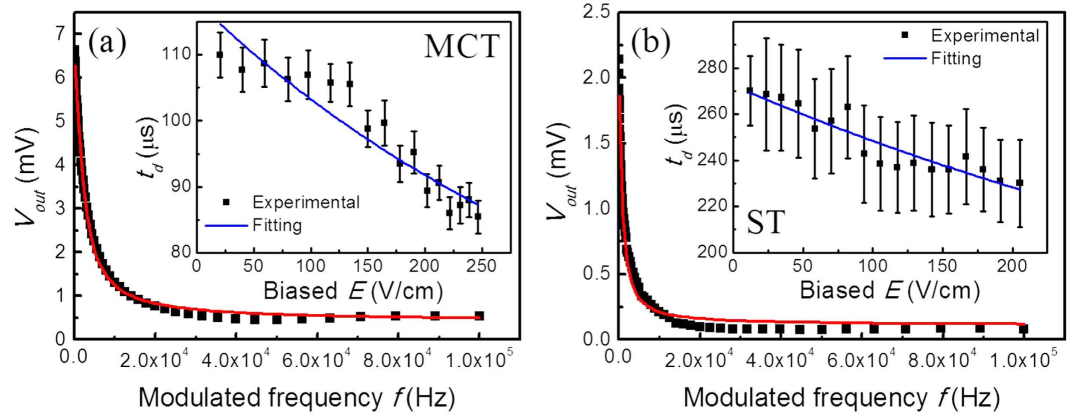 (a)
MCT
7
6
5
4
3
2
1
0
V_out (mV)
110
100
90
80
t_d (μs)
Experimental
Fitting
0 50 100 150 200 250
Biased E (V/cm)
0.0 2.0x10^4 4.0x10^4 6.0x10^4 8.0x10^4 1.0x10^5
Modulated frequency f (Hz)
(b)
ST
2.5
2.0
1.5
1.0
0.5
0.0
V_out (mV)
280
260
240
220
200
t_d (μs)
Experimental
Fitting
0 50 100 150 200
Biased E (V/cm)
0.0 2.0x10^4 4.0x10^4 6.0x10^4 8.0x10^4 1.0x10^5
Modulated frequency f (Hz)